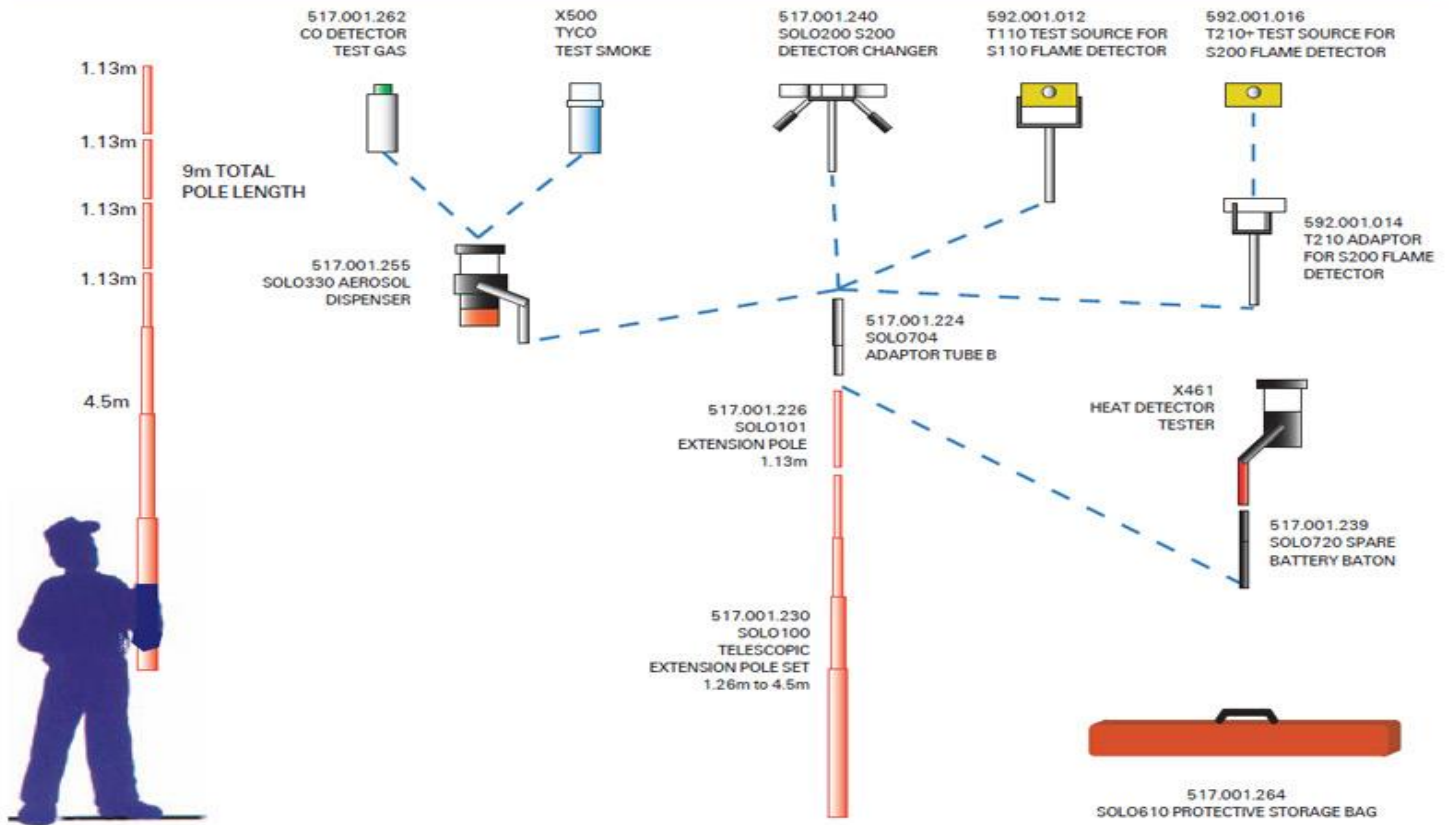 517.001.262
CO DETECTOR
TEST GAS
X500
TYCO
TEST SMOKE
517.001.240
SOLO200 S200
DETECTOR CHANGER
592.001.012
T110 TEST SOURCE FOR
S110 FLAME DETECTOR
592.001.016
T210+ TEST SOURCE FOR
S200 FLAME DETECTOR
1.13m
1.13m
9m TOTAL
POLE LENGTH
1.13m
1.13m
4.5m
517.001.255
SOLO330 AEROSOL
DISPENSER
592.001.014
T210 ADAPTOR
FOR S200 FLAME
DETECTOR
517.001.224
SOLO704
ADAPTOR TUBE B
X461
HEAT DETECTOR
TESTER
517.001.226
SOLO101
EXTENSION POLE
1.13m
517.001.239
SOLO720 SPARE
BATTERY BATON
517.001.230
SOLO100
TELESCOPIC
EXTENSION POLE SET
1.26m to 4.5m
517.001.264
SOLO610 PROTECTIVE STORAGE BAG